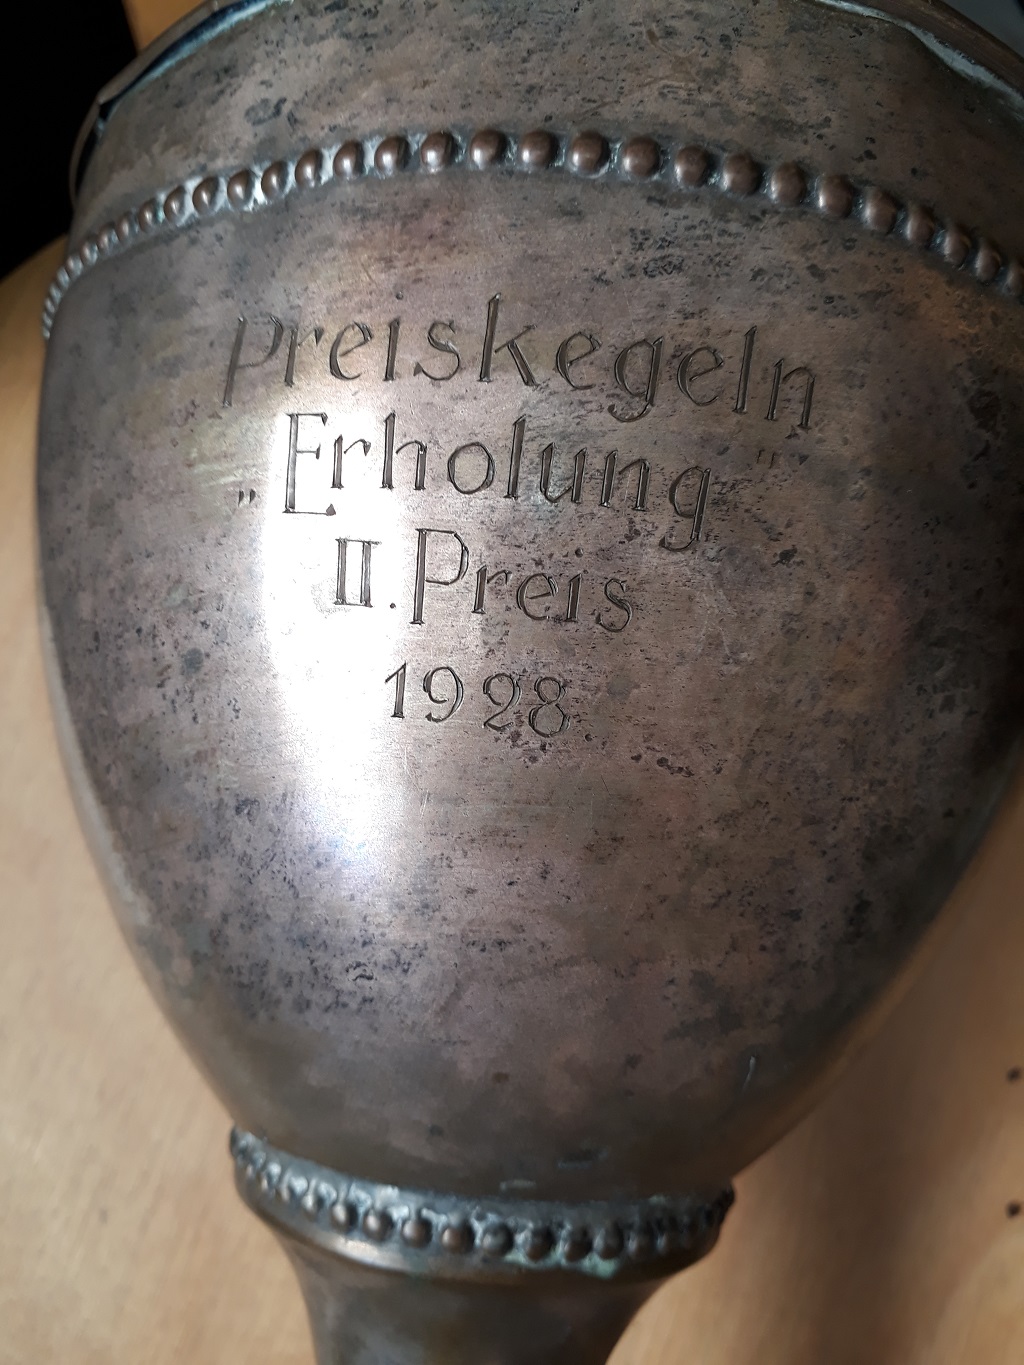 Preiskegeln
„Erholung"
II. Preis
1928.